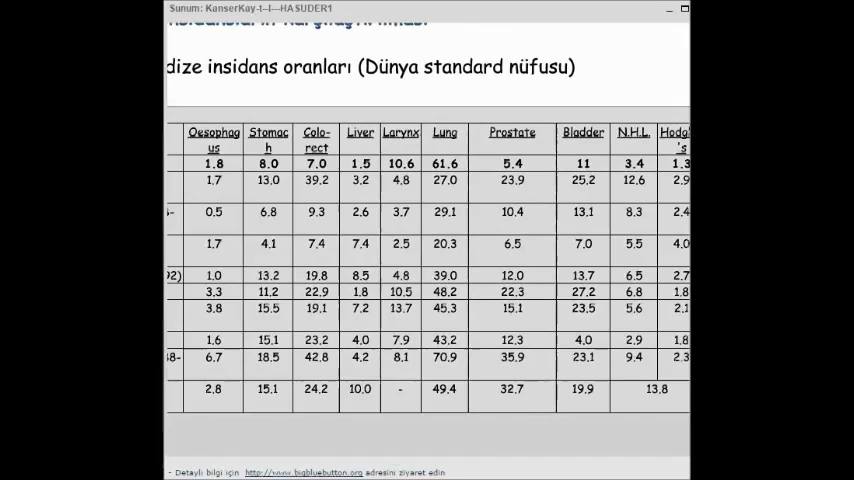 Sunum: KanserKay-t--I---HASUDER1
dize insidans oranları (Dünya standard nüfusu)
Oesophagus Stomach Colo-rect Liver Larynx Lung Prostate Bladder N.H.L. Hodgk's
1.8 8.0 7.0 1.5 10.6 61.6 5.4 11 3.4 1.3
1.7 13.0 39.2 3.2 4.8 27.0 23.9 25.2 12.6 2.9
- 0.5 6.8 9.3 2.6 3.7 29.1 10.4 13.1 8.3 2.4
1.7 4.1 7.4 7.4 2.5 20.3 6.5 7.0 5.5 4.0
92) 1.0 13.2 19.8 8.5 4.8 39.0 12.0 13.7 6.5 2.7
3.3 11.2 22.9 1.8 10.5 48.2 22.3 27.2 6.8 1.8
3.8 15.5 19.1 7.2 13.7 45.3 15.1 23.5 5.6 2.1
1.6 15.1 23.2 4.0 7.9 43.2 12.3 4.0 2.9 1.8
88- 6.7 18.5 42.8 4.2 8.1 70.9 35.9 23.1 9.4 2.3
2.8 15.1 24.2 10.0 - 49.4 32.7 19.9 13.8
- Detaylı bilgi için http://www.bigbluebutton.org adresini ziyaret edin